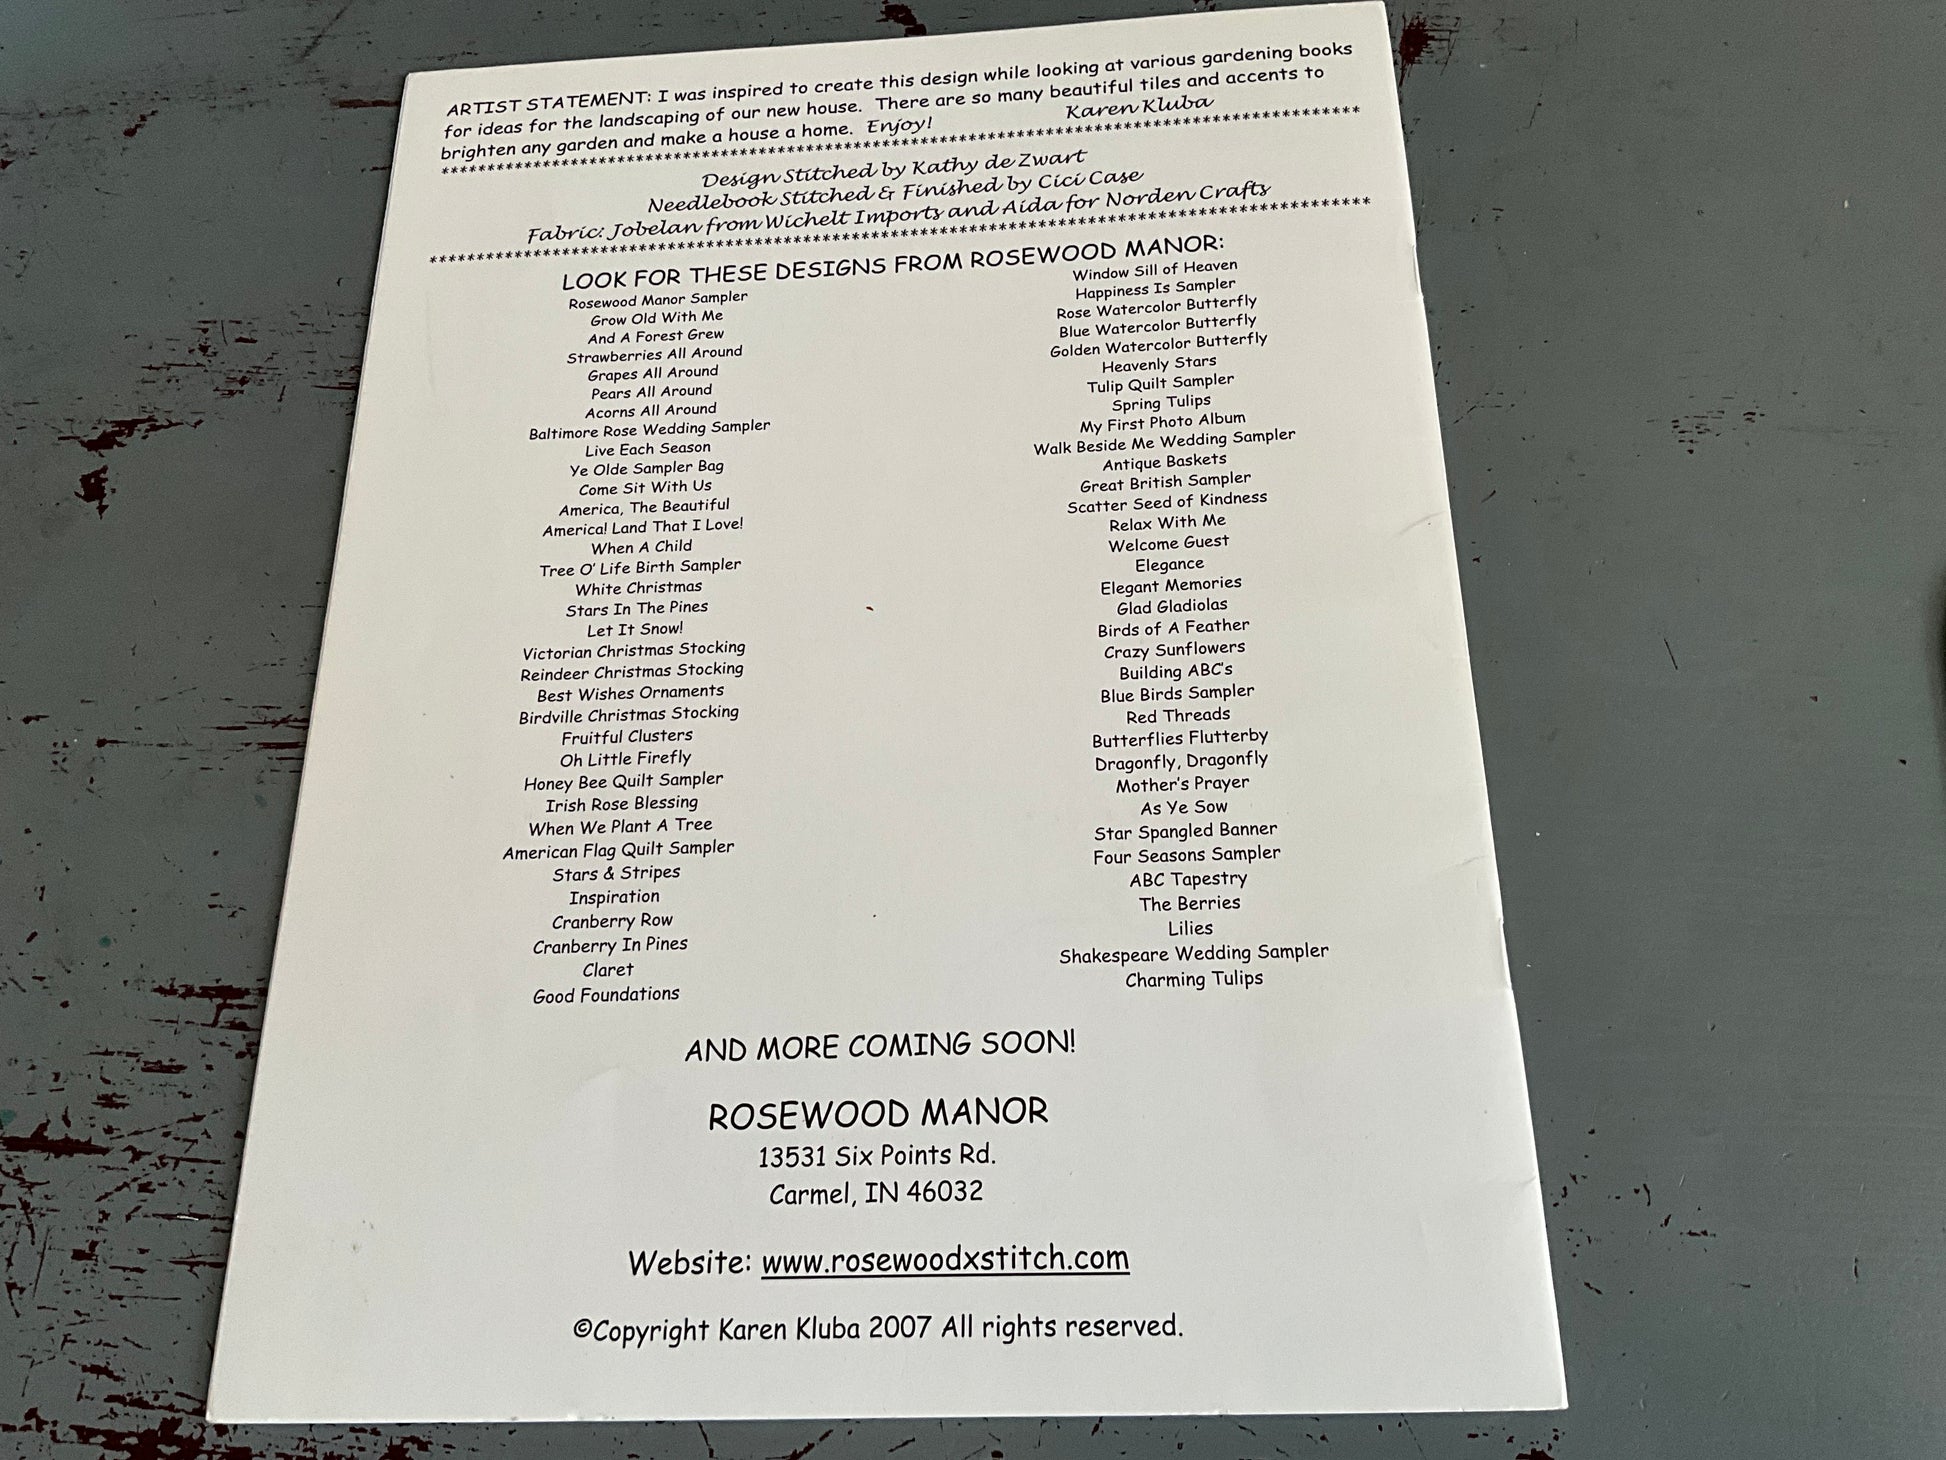 ARTIST STATEMENT: I was inspired to create this design while looking at various gardening books
for ideas for the landscaping of our new house. There are so many beautiful tiles and accents to
brighten any garden and make a house a home. Enjoy! Karen Kluba
****************************************************************************************************
Design Stitched by Kathy de Zwart
Needlebook Stitched & Finished by Cici Case
Fabric: Jobelan from Wichelt Imports and Aida for Norden Crafts
****************************************************************************************************
LOOK FOR THESE DESIGNS FROM ROSEWOOD MANOR:
Rosewood Manor Sampler
Grow Old With Me
And A Forest Grew
Strawberries All Around
Grapes All Around
Pears All Around
Acorns All Around
Baltimore Rose Wedding Sampler
Live Each Season
Ye Olde Sampler Bag
Come Sit With Us
America, The Beautiful
America! Land That I Love!
When A Child
Tree O' Life Birth Sampler
White Christmas
Stars In The Pines
Let It Snow!
Victorian Christmas Stocking
Reindeer Christmas Stocking
Best Wishes Ornaments
Birdville Christmas Stocking
Fruitful Clusters
Oh Little Firefly
Honey Bee Quilt Sampler
Irish Rose Blessing
When We Plant A Tree
American Flag Quilt Sampler
Stars & Stripes
Inspiration
Cranberry Row
Cranberry In Pines
Claret
Good Foundations
Window Sill of Heaven
Happiness Is Sampler
Rose Watercolor Butterfly
Blue Watercolor Butterfly
Golden Watercolor Butterfly
Heavenly Stars
Tulip Quilt Sampler
Spring Tulips
My First Photo Album
Walk Beside Me Wedding Sampler
Antique Baskets
Great British Sampler
Scatter Seed of Kindness
Relax With Me
Welcome Guest
Elegance
Elegant Memories
Glad Gladiolas
Birds of A Feather
Crazy Sunflowers
Building ABC's
Blue Birds Sampler
Red Threads
Butterflies Flutterby
Dragonfly, Dragonfly
Mother's Prayer
As Ye Sow
Star Spangled Banner
Four Seasons Sampler
ABC Tapestry
The Berries
Lilies
Shakespeare Wedding Sampler
Charming Tulips
AND MORE COMING SOON!
ROSEWOOD MANOR
13531 Six Points Rd.
Carmel, IN 46032
Website: www.rosewoodxstitch.com
©Copyright Karen Kluba 2007 All rights reserved.